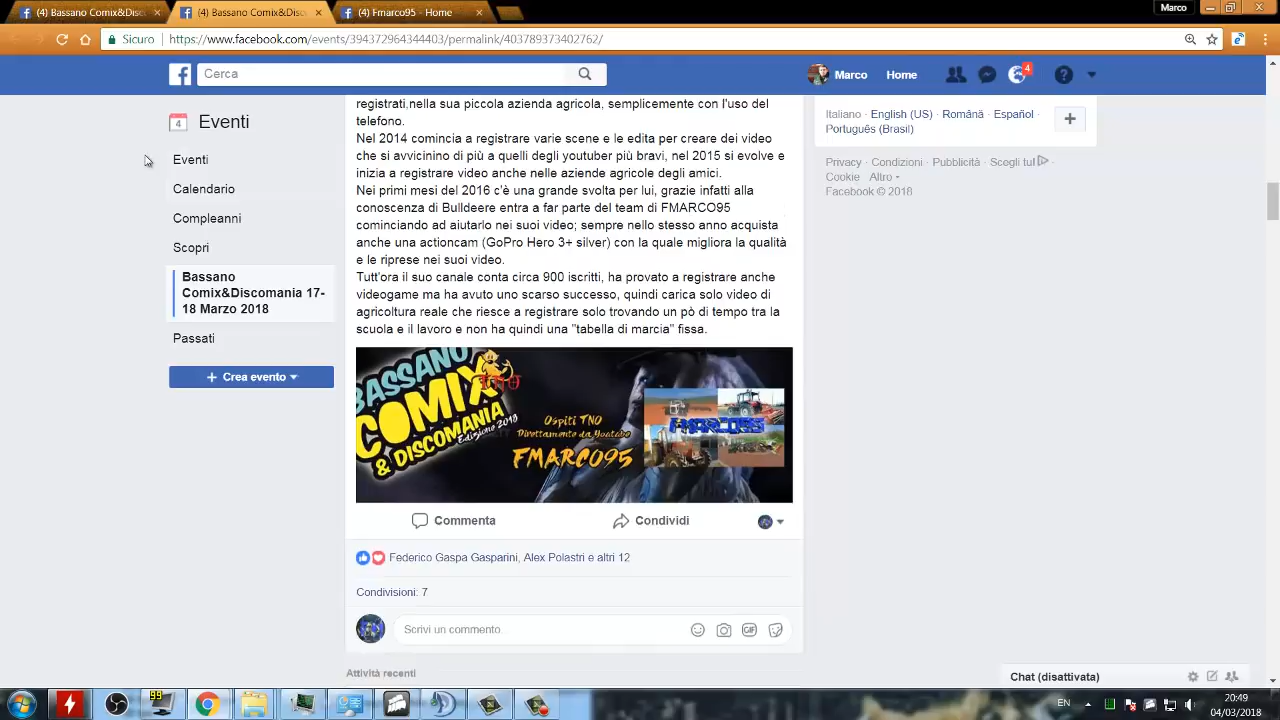 (4) Bassano Comix&Disco
(4) Bassano Comix&Disco
(4) Fmarco95 - Home
Marco
Sicuro
https://www.facebook.com/events/394372964344403/permalink/403789373402762/
Cerca
Marco
Home
4
4
Eventi
Eventi
Calendario
Compleanni
Scopri
Bassano
Comix&Discomania 17-
18 Marzo 2018
Passati
Crea evento
registrati,nella sua piccola azienda agricola, semplicemente con l'uso del
telefono.
Nel 2014 comincia a registrare varie scene e le edita per creare dei video
che si avvicinino di più a quelli degli youtuber più bravi, nel 2015 si evolve e
inizia a registrare video anche nelle aziende agricole degli amici.
Nei primi mesi del 2016 c'è una grande svolta per lui, grazie infatti alla
conoscenza di Bulldeere entra a far parte del team di FMARCO95
cominciando ad aiutarlo nei suoi video; sempre nello stesso anno acquista
anche una actioncam (GoPro Hero 3+ silver) con la quale migliora la qualità
e le riprese nei suoi video.
Tutt'ora il suo canale conta circa 900 iscritti, ha provato a registrare anche
videogame ma ha avuto uno scarso successo, quindi carica solo video di
agricoltura reale che riesce a registrare solo trovando un pò di tempo tra la
scuola e il lavoro e non ha quindi una "tabella di marcia" fissa.
BASSANO
COMIX
& DISCOMANIA
Edizione 2018
TNO
Ospiti TNO
Direttamente da Youtube
FMARCO95
FMARCO95
Commenta
Condividi
Federico Gaspa Gasparini, Alex Polastri e altri 12
Condivisioni: 7
Scrivi un commento...
GIF
Attività recenti
Italiano · English (US) · Română · Español ·
Português (Brasil)
Privacy · Condizioni · Pubblicità · Scegli tu!
Cookie · Altro
Facebook © 2018
Chat (disattivata)
99
EN
20:49
04/03/2018